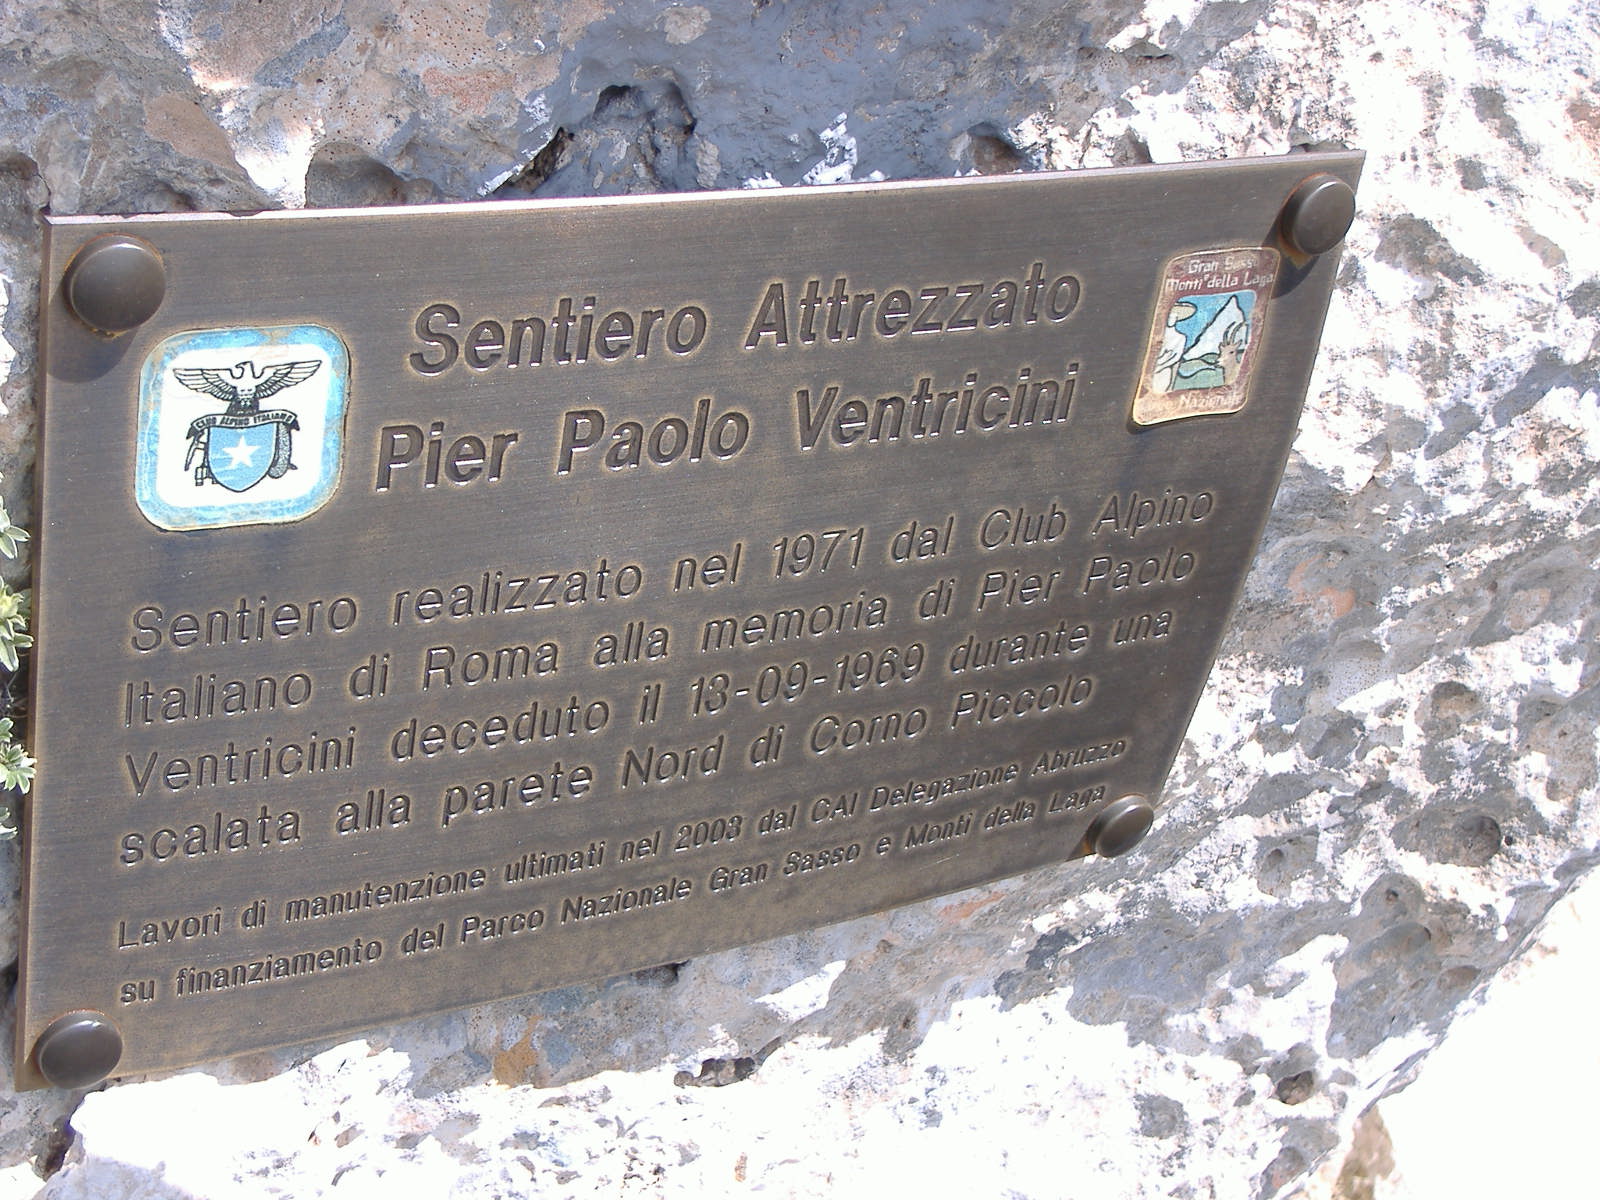 Sentiero Attrezzato
Pier Paolo Ventricini
CLUB ALPINO ITALIANO
Gran Sasso
Monti della Laga
Nazionale
Sentiero realizzato nel 1971 dal Club Alpino
Italiano di Roma alla memoria di Pier Paolo
Ventricini deceduto il 13-09-1969 durante una
scalata alla parete Nord di Corno Piccolo
Lavori di manutenzione ultimati nel 2003 dal CAI Delegazione Abruzzo
su finanziamento del Parco Nazionale Gran Sasso e Monti della Laga